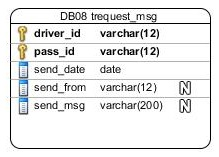 DB08 trequest_msg
driver_id varchar(12)
pass_id varchar(12)
send_date date
send_from varchar(12) N
send_msg varchar(200) N